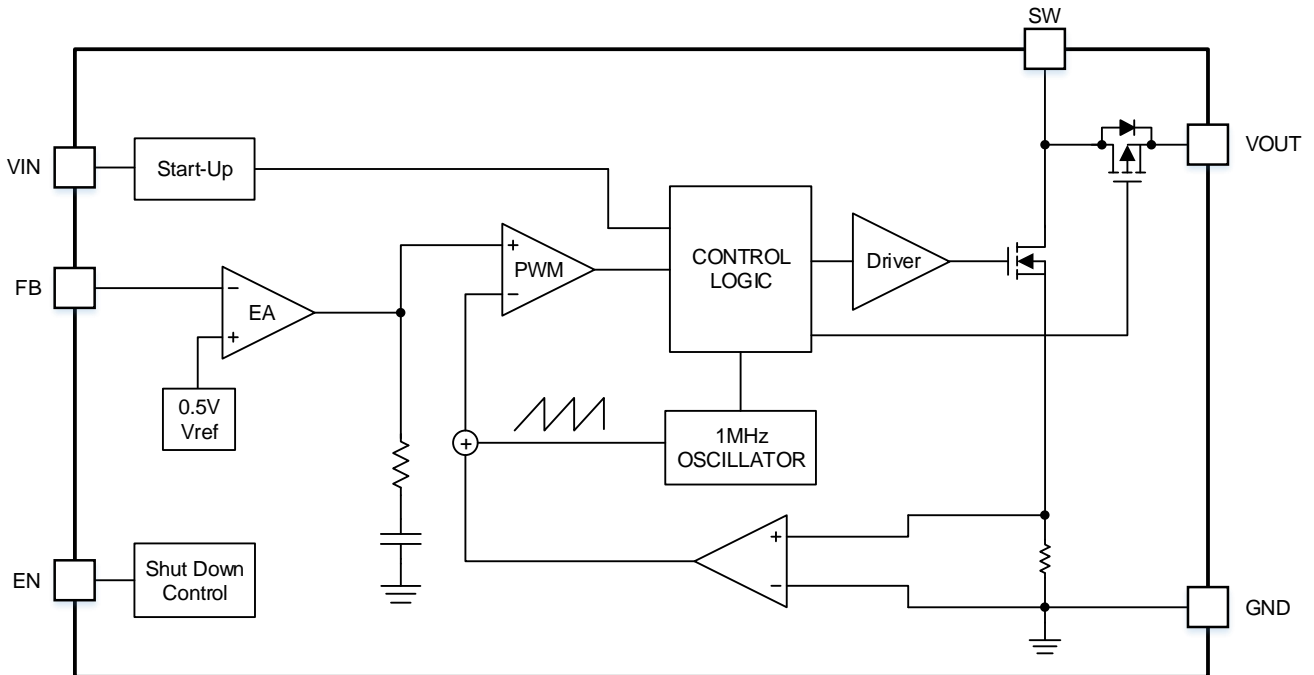 SW
VIN
Start-Up
VOUT
FB
EA
−
+
0.5V
Vref
+
−
PWM
CONTROL
LOGIC
Driver
+
1MHz
OSCILLATOR
EN
Shut Down
Control
+
−
GND